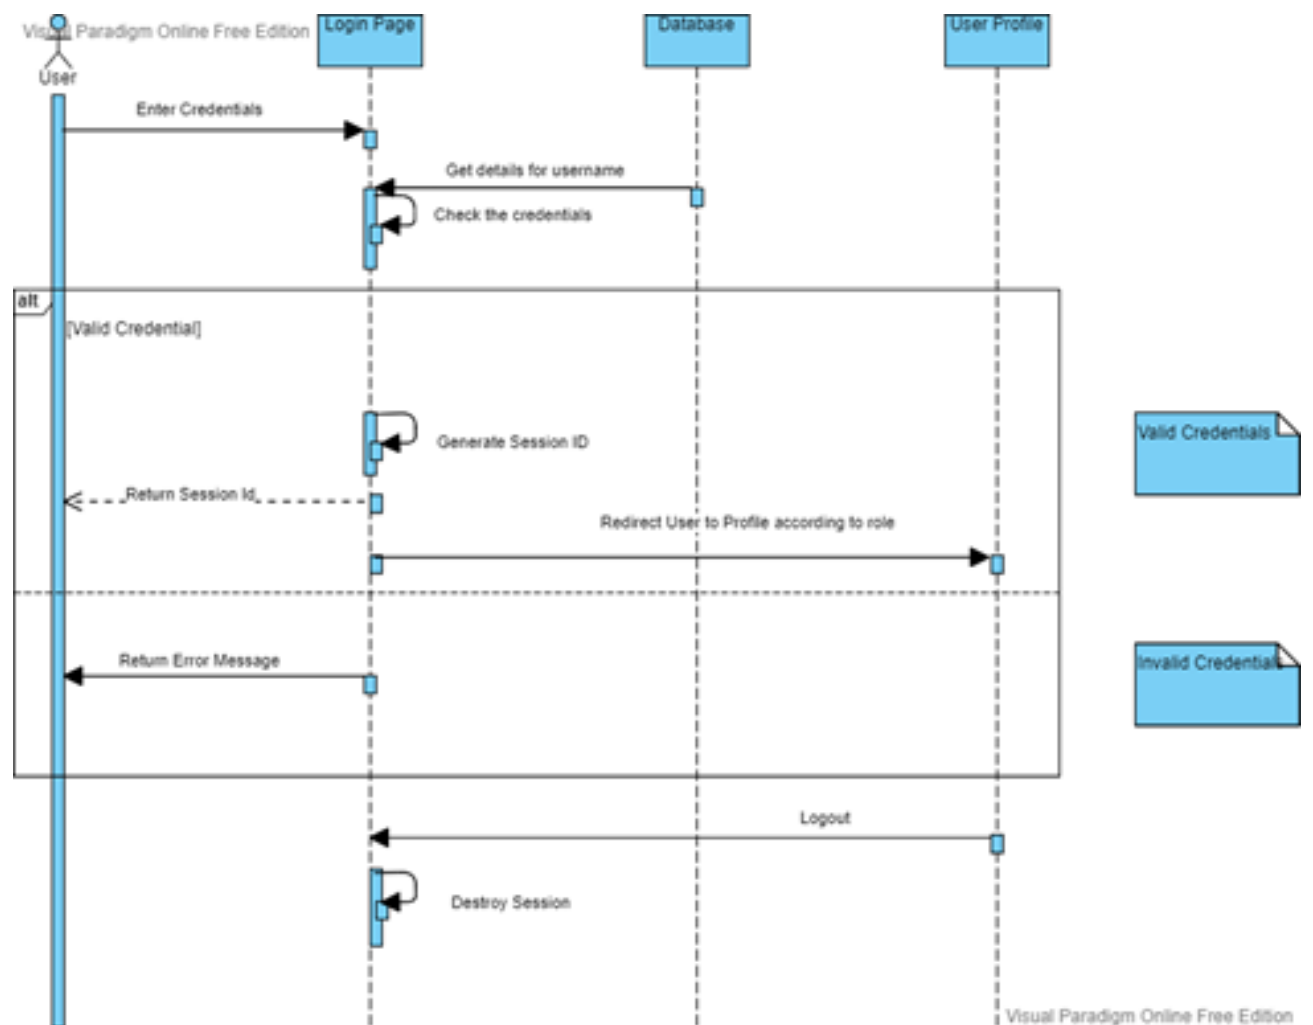 Visual Paradigm Online Free Edition
Login Page
Database
User Profile
User
Enter Credentials
Get details for username
Check the credentials
alt
[Valid Credential]
Generate Session ID
Valid Credentials
Return Session Id
Redirect User to Profile according to role
Return Error Message
Invalid Credentials
Logout
Destroy Session
Visual Paradigm Online Free Edition